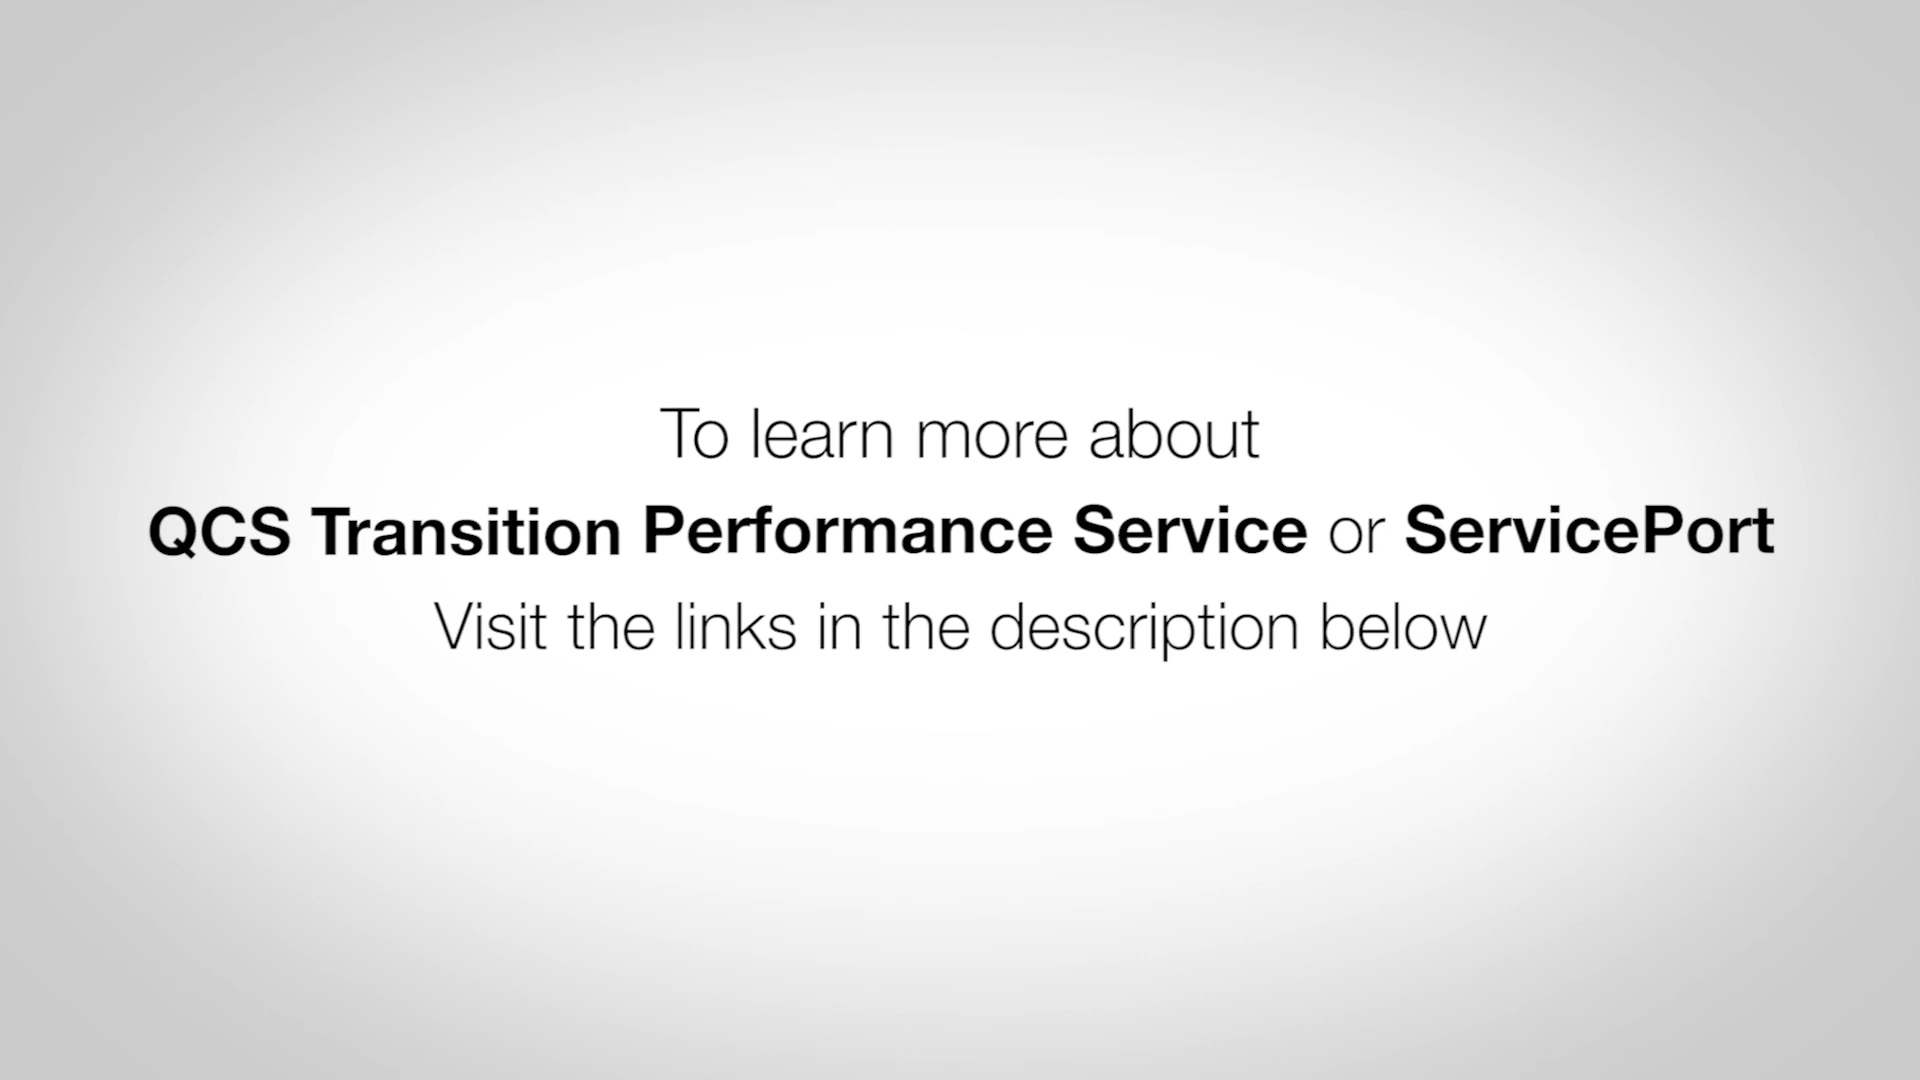 To learn more about
QCS Transition Performance Service or ServicePort
Visit the links in the description below